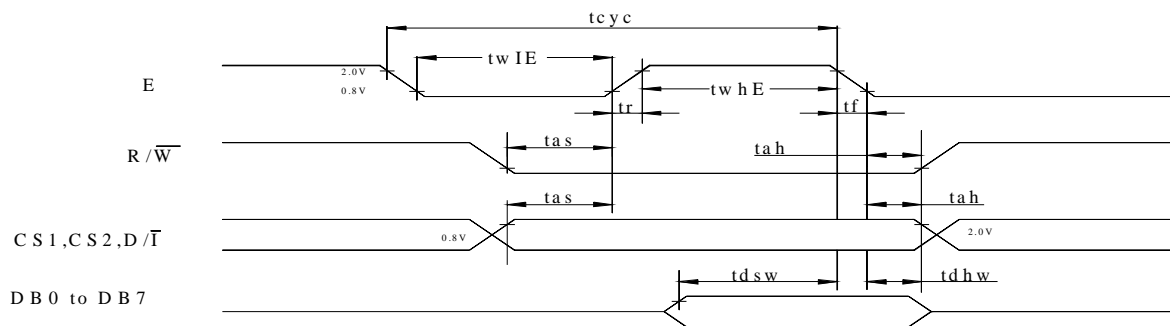 tcyc
twIE
2.0V
E
0.8V
twhE
tr
tf
R/W̅
tas
tah
tas
tah
CS1,CS2,D/I̅
0.8V
2.0V
tdsw
tdhw
DB0 to DB7